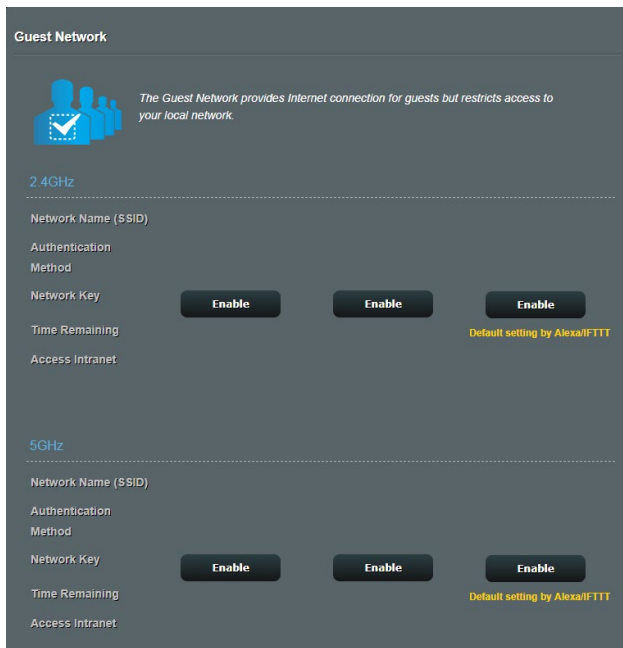 Guest Network
The Guest Network provides Internet connection for guests but restricts access to
your local network.
2.4GHz
Network Name (SSID)
Authentication
Method
Network Key
Enable
Enable
Enable
Time Remaining
Default setting by Alexa/IFTTT
Access Intranet
5GHz
Network Name (SSID)
Authentication
Method
Network Key
Enable
Enable
Enable
Time Remaining
Default setting by Alexa/IFTTT
Access Intranet